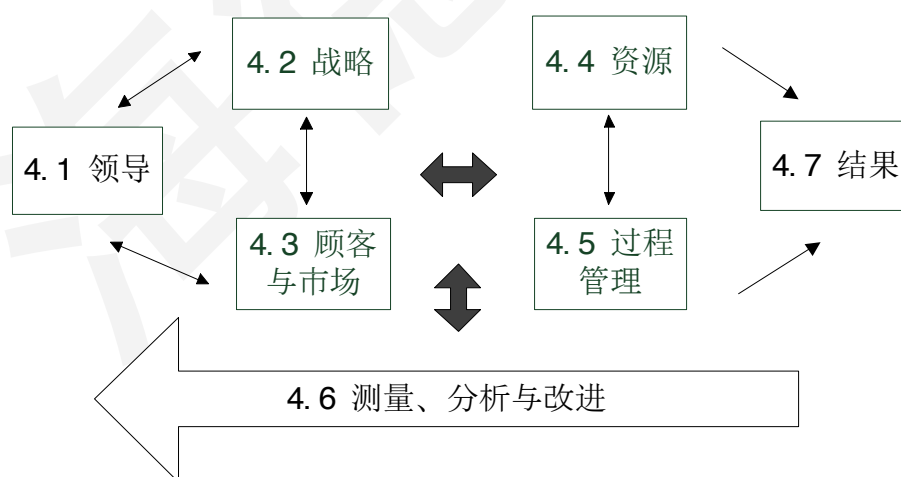 4.2 战略
4.4 资源
4.1 领导
4.7 结果
4.3 顾客
与市场
4.5 过程
管理
4.6 测量、分析与改进